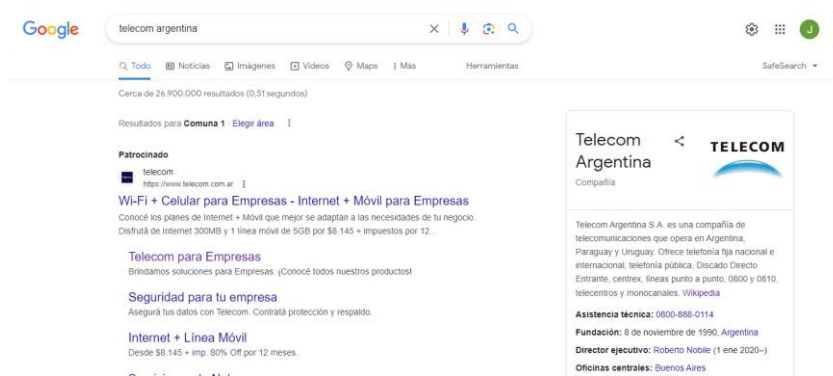 Google
telecom argentina
J
Todo Noticias Imágenes Videos Maps Más Herramientas SafeSearch
Cerca de 26.900.000 resultados (0,51 segundos)
Resultados para Comuna 1 · Elegir área
Patrocinado
telecom
https://www.telecom.com.ar
Wi-Fi + Celular para Empresas - Internet + Móvil para Empresas
Conocé los planes de Internet + Móvil que mejor se adaptan a las necesidades de tu negocio.
Disfrutá de Internet 300MB y 1 línea móvil de 5GB por $8.145 + impuestos por 12...
Telecom para Empresas
Brindamos soluciones para Empresas. ¡Conocé todos nuestros productos!
Seguridad para tu empresa
Asegurá tus datos con Telecom. Contratá protección y respaldo.
Internet + Línea Móvil
Desde $8.145 + imp. 80% Off por 12 meses.
Telecom
Argentina
Compañía
TELECOM
Telecom Argentina S.A. es una compañía de
telecomunicaciones que opera en Argentina,
Paraguay y Uruguay. Ofrece telefonía fija nacional e
internacional, telefonía pública, Discado Directo
Entrante, centrex, líneas punto a punto, 0800 y 0810,
telecentros y monocanales. Wikipedia
Asistencia técnica: 0800-888-0114
Fundación: 8 de noviembre de 1990, Argentina
Director ejecutivo: Roberto Nobile (1 ene 2020–)
Oficinas centrales: Buenos Aires